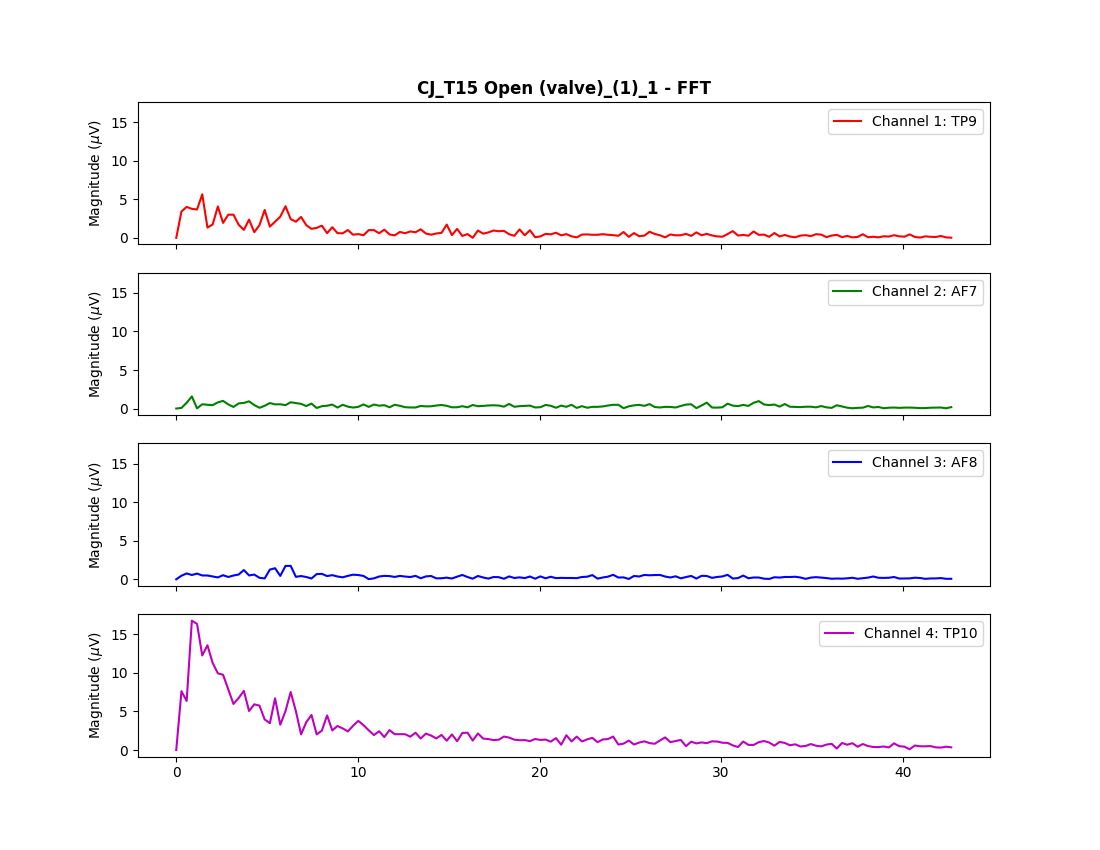 CJ_T15 Open (valve)_(1)_1 - FFT
Magnitude (μV)
15
10
5
0
Channel 1: TP9
Magnitude (μV)
15
10
5
0
Channel 2: AF7
Magnitude (μV)
15
10
5
0
Channel 3: AF8
Magnitude (μV)
15
10
5
0
Channel 4: TP10
0 10 20 30 40